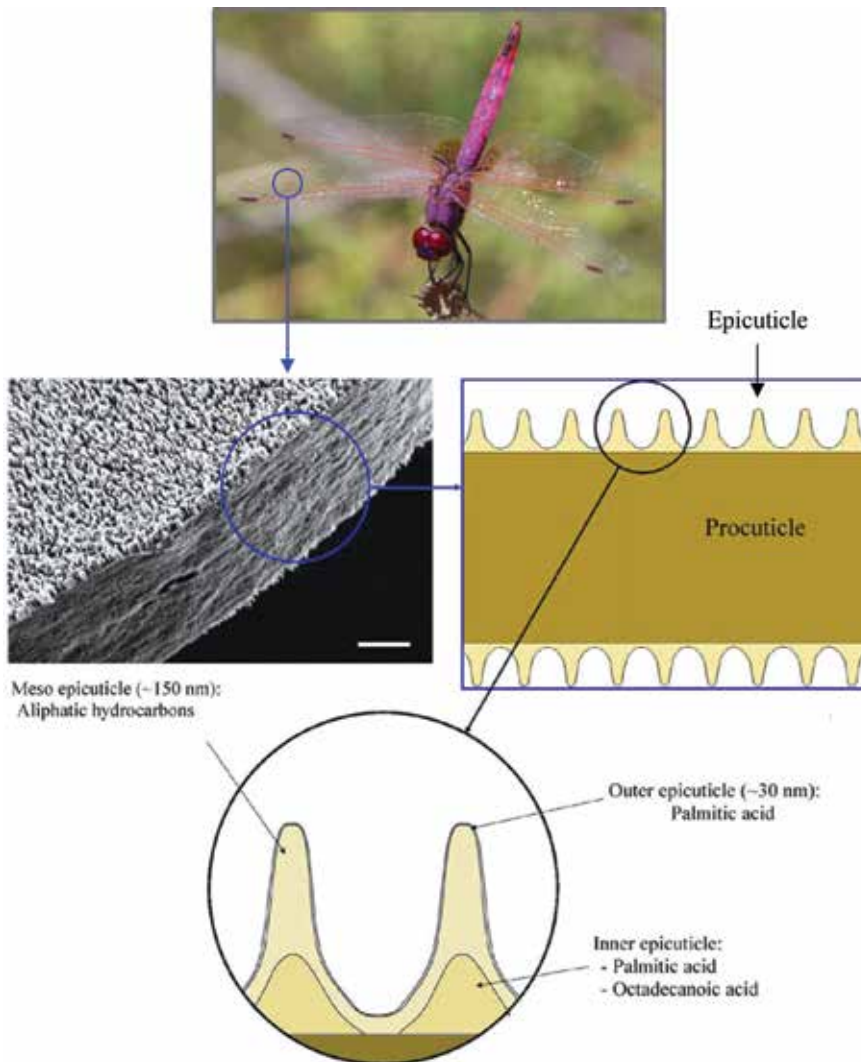 Epicuticle
Procuticle
Meso epicuticle (~150 nm):
Aliphatic hydrocarbons
Outer epicuticle (~30 nm):
Palmitic acid
Inner epicuticle:
- Palmitic acid
- Octadecanoic acid